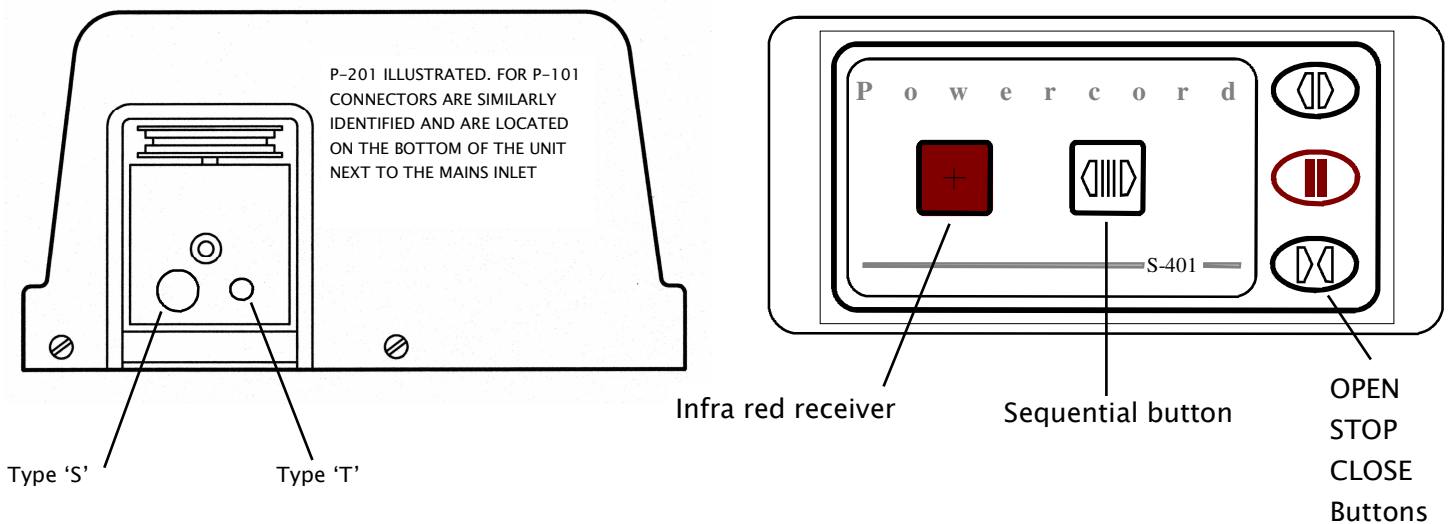 P-201 ILLUSTRATED. FOR P-101
CONNECTORS ARE SIMILARLY
IDENTIFIED AND ARE LOCATED
ON THE BOTTOM OF THE UNIT
NEXT TO THE MAINS INLET
Type ‘S’
Type ‘T’
Powercord
S-401
Infra red receiver
Sequential button
OPEN
STOP
CLOSE
Buttons